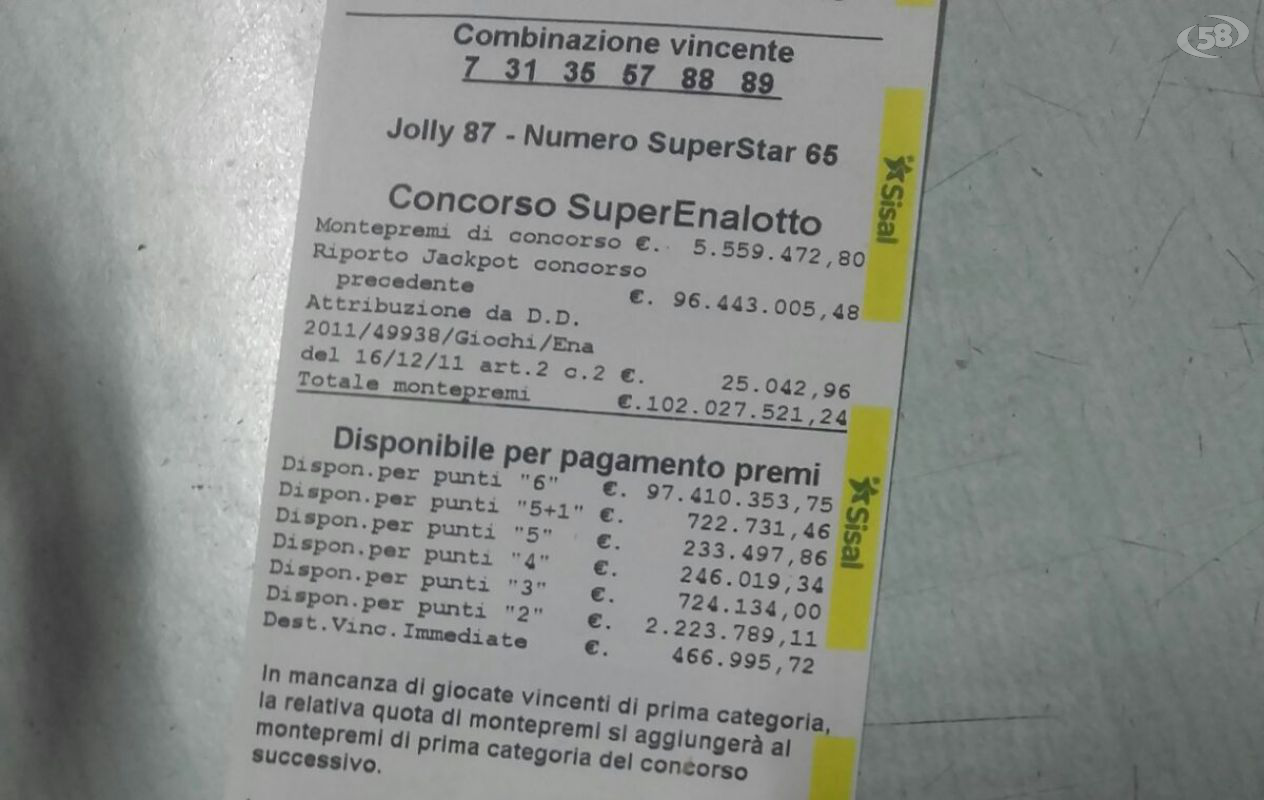 58
Combinazione vincente
7 31 35 57 88 89
Jolly 87 - Numero SuperStar 65
Concorso SuperEnalotto
Montepremi di concorso €. 5.559.472,80
Riporto Jackpot concorso
precedente €. 96.443.005,48
Attribuzione da D.D.
2011/49938/Giochi/Ena
del 16/12/11 art.2 c.2 €. 25.042,96
Totale montepremi €.102.027.521,24
Disponibile per pagamento premi
Dispon.per punti "6" €. 97.410.353,75
Dispon.per punti "5+1" €. 722.731,46
Dispon.per punti "5" €. 233.497,86
Dispon.per punti "4" €. 246.019,34
Dispon.per punti "3" €. 724.134,00
Dispon.per punti "2" €. 2.223.789,11
Dest.Vinc.Immediate €. 466.995,72
In mancanza di giocate vincenti di prima categoria,
la relativa quota di montepremi si aggiungerà al
montepremi di prima categoria del concorso
successivo.
Sisal
Sisal